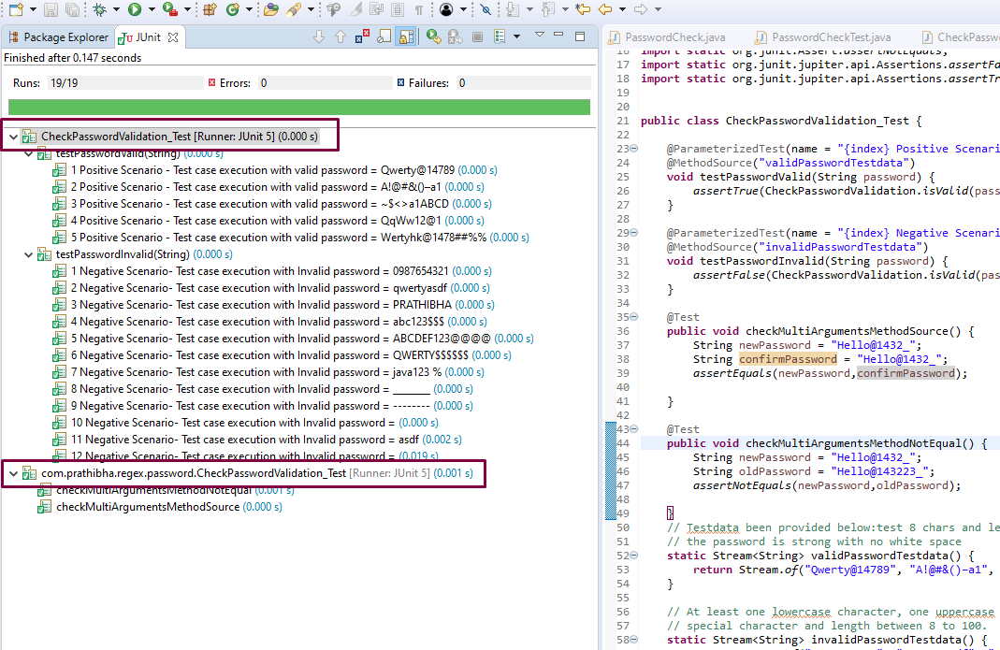 Package Explorer
JUnit
Finished after 0.147 seconds
Runs: 19/19
Errors: 0
Failures: 0
CheckPasswordValidation_Test [Runner: JUnit 5] (0.000 s)
testPasswordValid(String) (0.000 s)
1 Positive Scenario - Test case execution with valid password = Qwerty@14789 (0.000 s)
2 Positive Scenario - Test case execution with valid password = A!@#&()–a1 (0.000 s)
3 Positive Scenario - Test case execution with valid password = ~$<>a1ABCD (0.000 s)
4 Positive Scenario - Test case execution with valid password = QqWw12@1 (0.000 s)
5 Positive Scenario - Test case execution with valid password = Wertyhk@1478##%% (0.000 s)
testPasswordInvalid(String) (0.000 s)
1 Negative Scenario- Test case execution with Invalid password = 0987654321 (0.000 s)
2 Negative Scenario- Test case execution with Invalid password = qwertyasdf (0.000 s)
3 Negative Scenario- Test case execution with Invalid password = PRATHIBHA (0.000 s)
4 Negative Scenario- Test case execution with Invalid password = abc123$$$ (0.000 s)
5 Negative Scenario- Test case execution with Invalid password = ABCDEF123@@@@ (0.000 s)
6 Negative Scenario- Test case execution with Invalid password = QWERTY$$$$$$ (0.000 s)
7 Negative Scenario- Test case execution with Invalid password = java123 % (0.000 s)
8 Negative Scenario- Test case execution with Invalid password = ________ (0.000 s)
9 Negative Scenario- Test case execution with Invalid password = -------- (0.000 s)
10 Negative Scenario- Test case execution with Invalid password = (0.000 s)
11 Negative Scenario- Test case execution with Invalid password = asdf (0.002 s)
12 Negative Scenario- Test case execution with Invalid password = (0.019 s)
com.prathibha.regex.password.CheckPasswordValidation_Test [Runner: JUnit 5] (0.001 s)
checkMultiArgumentsMethodNotEqual (0.001 s)
checkMultiArgumentsMethodSource (0.000 s)
PasswordCheck.java
PasswordCheckTest.java
CheckPassw
16 import static org.junit.Assert.assertNotEquals;
17 import static org.junit.jupiter.api.Assertions.assertFa
18 import static org.junit.jupiter.api.Assertions.assertTr
19
20
21 public class CheckPasswordValidation_Test {
22
23 @ParameterizedTest(name = "{index} Positive Scenari
24 @MethodSource("validPasswordTestdata")
25 void testPasswordValid(String password) {
26 assertTrue(CheckPasswordValidation.isValid(pass
27 }
28
29 @ParameterizedTest(name = "{index} Negative Scenari
30 @MethodSource("invalidPasswordTestdata")
31 void testPasswordInvalid(String password) {
32 assertFalse(CheckPasswordValidation.isValid(pas
33 }
34
35 @Test
36 public void checkMultiArgumentsMethodSource() {
37 String newPassword = "Hello@1432_";
38 String confirmPassword = "Hello@1432_";
39 assertEquals(newPassword,confirmPassword);
40
41 }
42
43 @Test
44 public void checkMultiArgumentsMethodNotEqual() {
45 String newPassword = "Hello@1432_";
46 String oldPassword = "Hello@143223_";
47 assertNotEquals(newPassword,oldPassword);
48
49 }
50 // Testdata been provided below:test 8 chars and le
51 // the password is strong with no white space
52 static Stream<String> validPasswordTestdata() {
53 return Stream.of("Qwerty@14789", "A!@#&()–a1",
54 }
55
56 // At least one lowercase character, one uppercase
57 // special character and length between 8 to 100.
58 static Stream<String> invalidPasswordTestdata() {